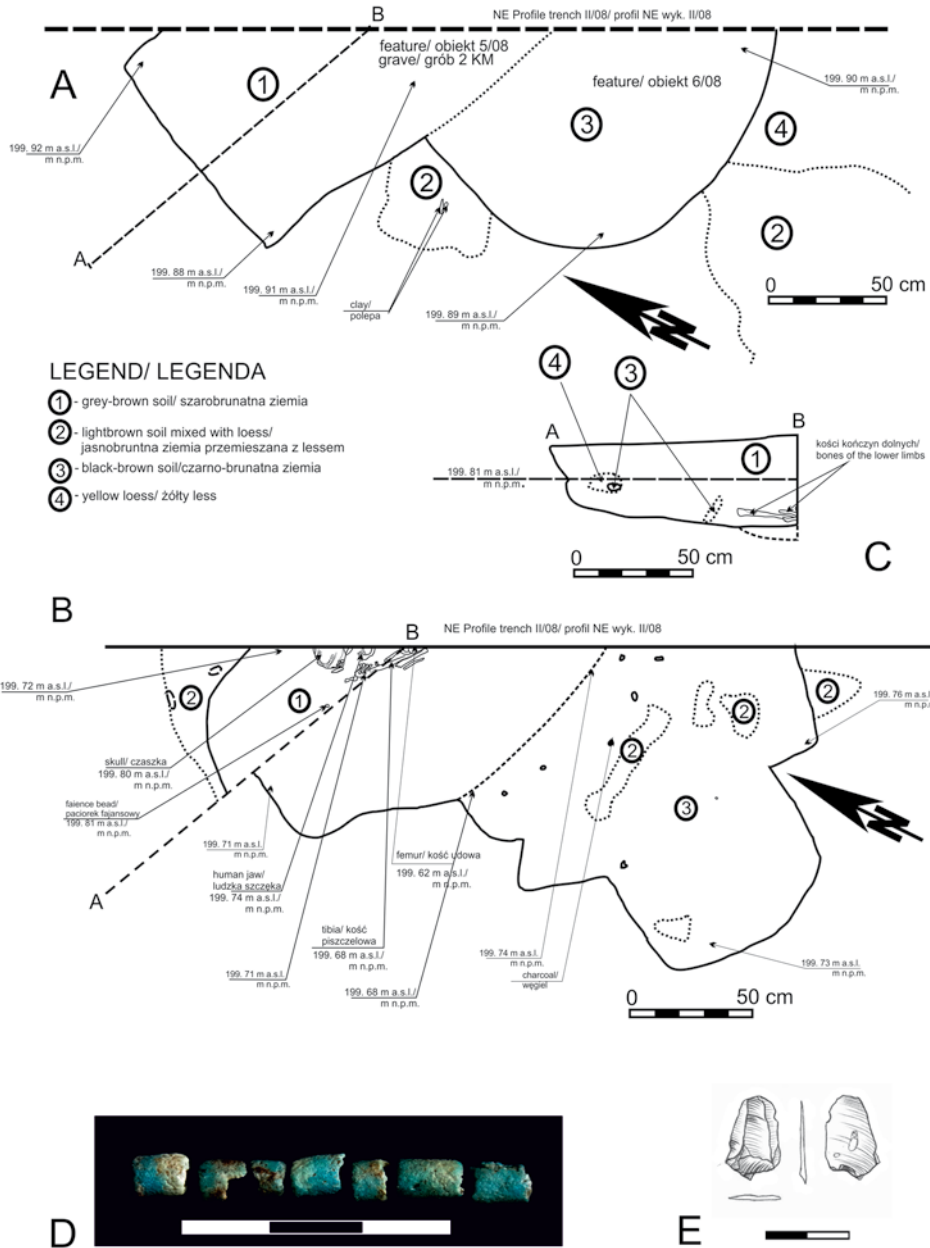 NE Profile trench II/08/ profil NE wyk. II/08
B
feature/ obiekt 5/08
grave/ grób 2 KM
feature/ obiekt 6/08
199. 90 m a.s.l./
m n.p.m.
A
1
3
4
199. 92 m a.s.l./
m n.p.m.
2
2
A
199. 88 m a.s.l./
m n.p.m.
199. 91 m a.s.l./
m n.p.m.
clay/
polepa
199. 89 m a.s.l./
m n.p.m.
0 50 cm
N
LEGEND/ LEGENDA
1 - grey-brown soil/ szarobrunatna ziemia
2 - lightbrown soil mixed with loess/
jasnobruntna ziemia przemieszana z lessem
3 - black-brown soil/czarno-brunatna ziemia
4 - yellow loess/ żółty less
4
3
A
B
1
kości kończyn dolnych/
bones of the lower limbs
199. 81 m a.s.l./
m n.p.m.
0 50 cm
C
B
B
NE Profile trench II/08/ profil NE wyk. II/08
199. 72 m a.s.l./
m n.p.m.
2
1
2
2
2
199. 76 m a.s.l.
m n.p.m.
skull/ czaszka
199. 80 m a.s.l./
m n.p.m.
faience bead/
paciorek fajansowy
199. 81 m a.s.l./
m n.p.m.
3
N
199. 71 m a.s.l.
m n.p.m.
human jaw/
ludzka szczęka
199. 74 m a.s.l./
m n.p.m.
femur/ kość udowa
199. 62 m a.s.l./
m n.p.m.
A
tibia/ kość
piszczelowa
199. 68 m a.s.l./
m n.p.m.
199. 71 m a.s.l./
m n.p.m.
199. 68 m a.s.l./
m n.p.m.
199. 74 m a.s.l./
m n.p.m.
charcoal/
węgiel
199. 73 m a.s.l./
m n.p.m.
0 50 cm
D
E